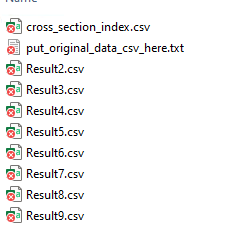 Name
cross_section_index.csv
put_original_data_csv_here.txt
Result2.csv
Result3.csv
Result4.csv
Result5.csv
Result6.csv
Result7.csv
Result8.csv
Result9.csv